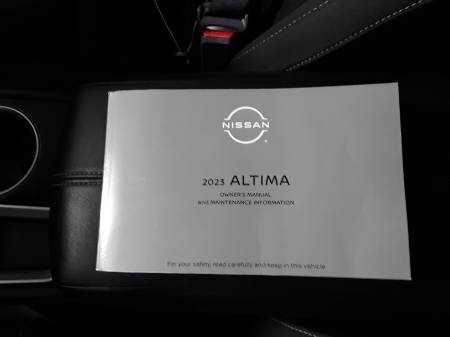 NISSAN
2023 ALTIMA
OWNER'S MANUAL
and MAINTENANCE INFORMATION
For your safety, read carefully and keep in this vehicle.